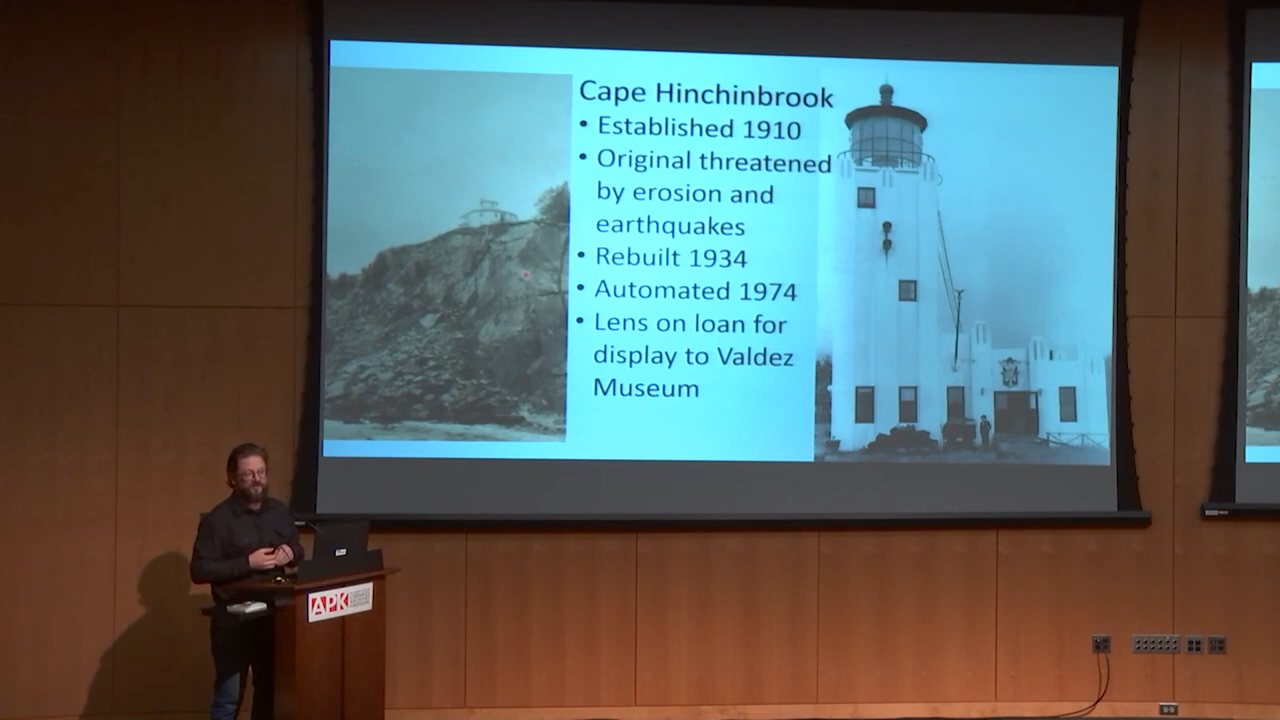 Cape Hinchinbrook
• Established 1910
• Original threatened
by erosion and
earthquakes
• Rebuilt 1934
• Automated 1974
• Lens on loan for
display to Valdez
Museum
APK